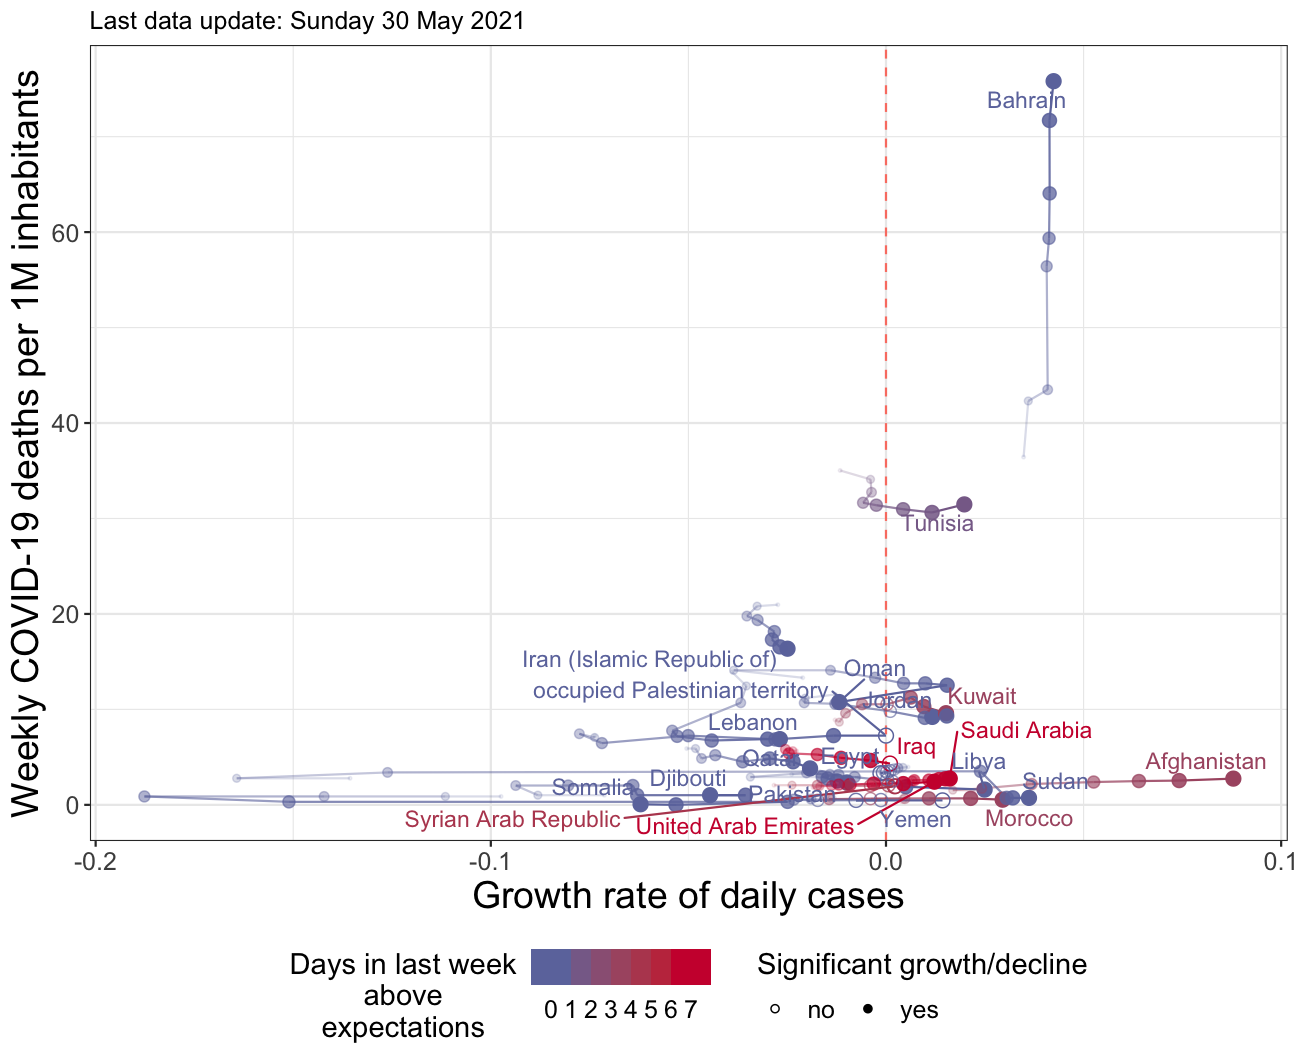 Last data update: Sunday 30 May 2021
Weekly COVID-19 deaths per 1M inhabitants
60
40
20
0
Bahrain
Tunisia
Iran (Islamic Republic of)
Oman
occupied Palestinian territory
Jordan
Kuwait
Lebanon
Saudi Arabia
Iraq
Qatar
Egypt
Libya
Afghanistan
Somalia
Djibouti
Sudan
Pakistan
Syrian Arab Republic
United Arab Emirates
Yemen
Morocco
-0.2
-0.1
0.0
0.1
Growth rate of daily cases
Days in last week
above
expectations
0 1 2 3 4 5 6 7
Significant growth/decline
no
yes